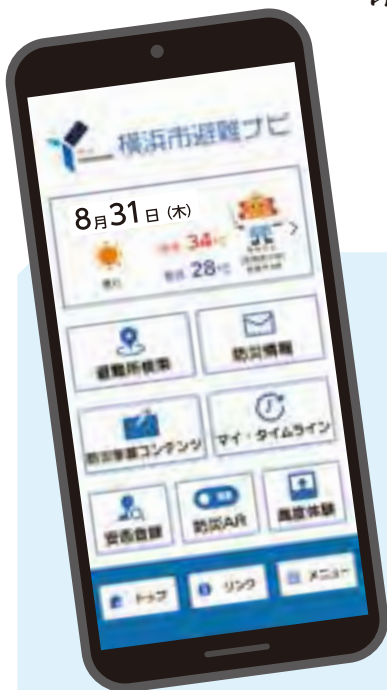 横浜市避難ナビ
8月31日(木)
34℃
28℃
避難所検索 防災情報
防災学習コンテンツ マイ・タイムライン
安否登録 防災AR 震度体験
トップ リンク メニュー